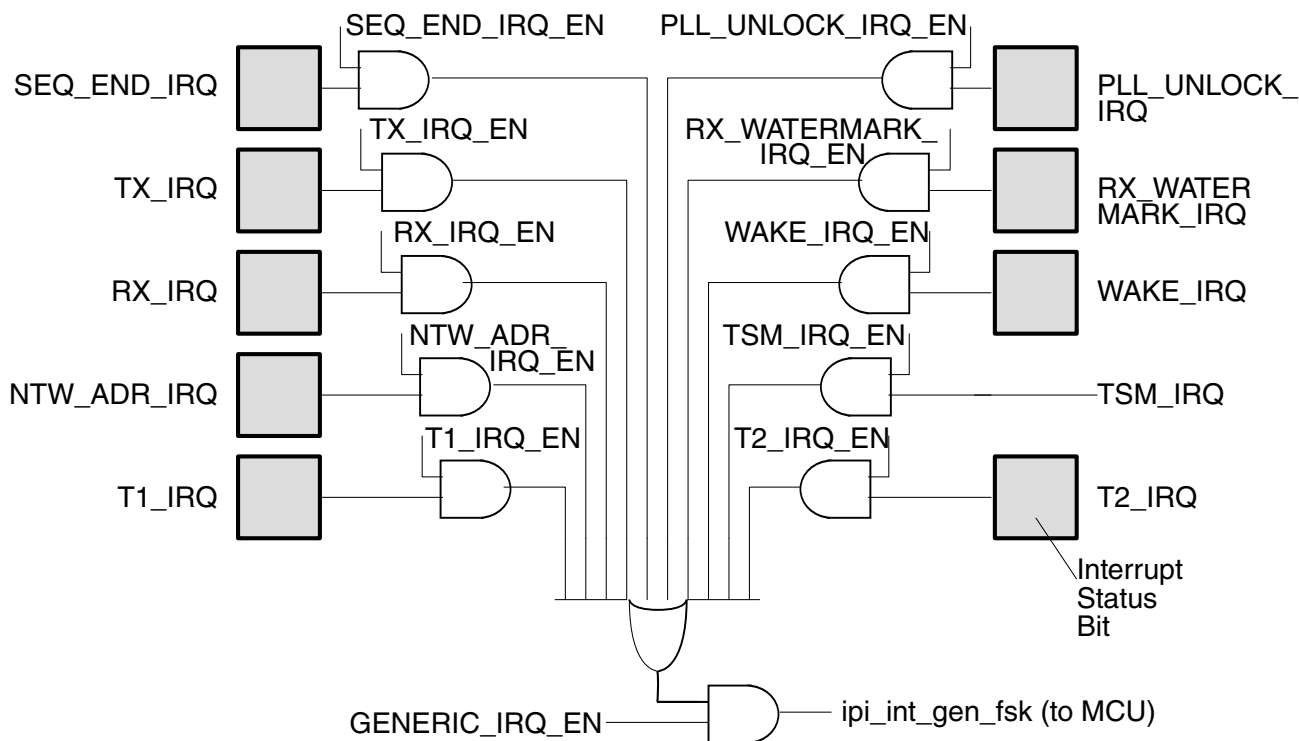 SEQ_END_IRQ_EN
PLL_UNLOCK_IRQ_EN
SEQ_END_IRQ
PLL_UNLOCK_
IRQ
TX_IRQ_EN
RX_WATERMARK_
IRQ_EN
TX_IRQ
RX_WATER
MARK_IRQ
RX_IRQ_EN
WAKE_IRQ_EN
RX_IRQ
WAKE_IRQ
NTW_ADR_
IRQ_EN
TSM_IRQ_EN
NTW_ADR_IRQ
TSM_IRQ
T1_IRQ_EN
T2_IRQ_EN
T1_IRQ
T2_IRQ
Interrupt
Status
Bit
GENERIC_IRQ_EN
ipi_int_gen_fsk (to MCU)